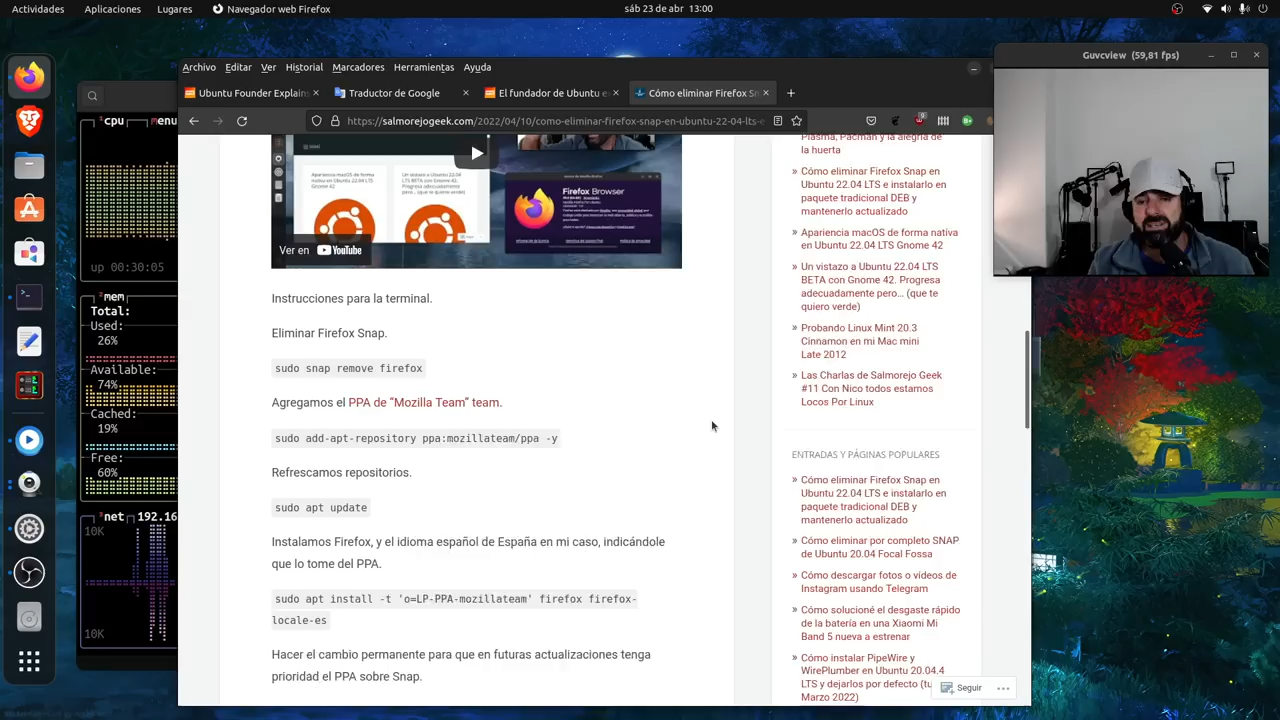 Actividades
Aplicaciones
Lugares
Navegador web Firefox
sáb 23 de abr 13:00
Archivo Editar Ver Historial Marcadores Herramientas Ayuda
Ubuntu Founder Explains
Traductor de Google
El fundador de Ubuntu e
Cómo eliminar Firefox Sn
https://salmorejogeek.com/2022/04/10/como-eliminar-firefox-snap-en-ubuntu-22-04-lts-e
Guvcview (59,81 fps)
³cpu menu
up 00:30:05
²mem
Total:
Used:
26%
Available:
74%
Cached:
19%
Free:
60%
³net 192.16
10K
10K
Ver en YouTube
Firefox Browser
Instrucciones para la terminal.
Eliminar Firefox Snap.
sudo snap remove firefox
Agregamos el PPA de “Mozilla Team” team.
sudo add-apt-repository ppa:mozillateam/ppa -y
Refrescamos repositorios.
sudo apt update
Instalamos Firefox, y el idioma español de España en mi caso, indicándole
que lo tome del PPA.
sudo apt install -t 'o=LP-PPA-mozillateam' firefox firefox-
locale-es
Hacer el cambio permanente para que en futuras actualizaciones tenga
prioridad el PPA sobre Snap.
Plasma, Pacman y la alegría de
la huerta
» Cómo eliminar Firefox Snap en
Ubuntu 22.04 LTS e instalarlo en
paquete tradicional DEB y
mantenerlo actualizado
» Apariencia macOS de forma nativa
en Ubuntu 22.04 LTS Gnome 42
» Un vistazo a Ubuntu 22.04 LTS
BETA con Gnome 42. Progresa
adecuadamente pero… (que te
quiero verde)
» Probando Linux Mint 20.3
Cinnamon en mi Mac mini
Late 2012
» Las Charlas de Salmorejo Geek
#11 Con Nico todos estamos
Locos Por Linux
ENTRADAS Y PÁGINAS POPULARES
» Cómo eliminar Firefox Snap en
Ubuntu 22.04 LTS e instalarlo en
paquete tradicional DEB y
mantenerlo actualizado
» Cómo eliminar por completo SNAP
de Ubuntu 20.04 Focal Fossa
» Cómo descargar fotos o vídeos de
Instagram usando Telegram
» Cómo solucioné el desgaste rápido
de la batería en una Xiaomi Mi
Band 5 nueva a estrenar
» Cómo instalar PipeWire y
WirePlumber en Ubuntu 20.04.4
LTS y dejarlos por defecto (tu
Marzo 2022)
Seguir